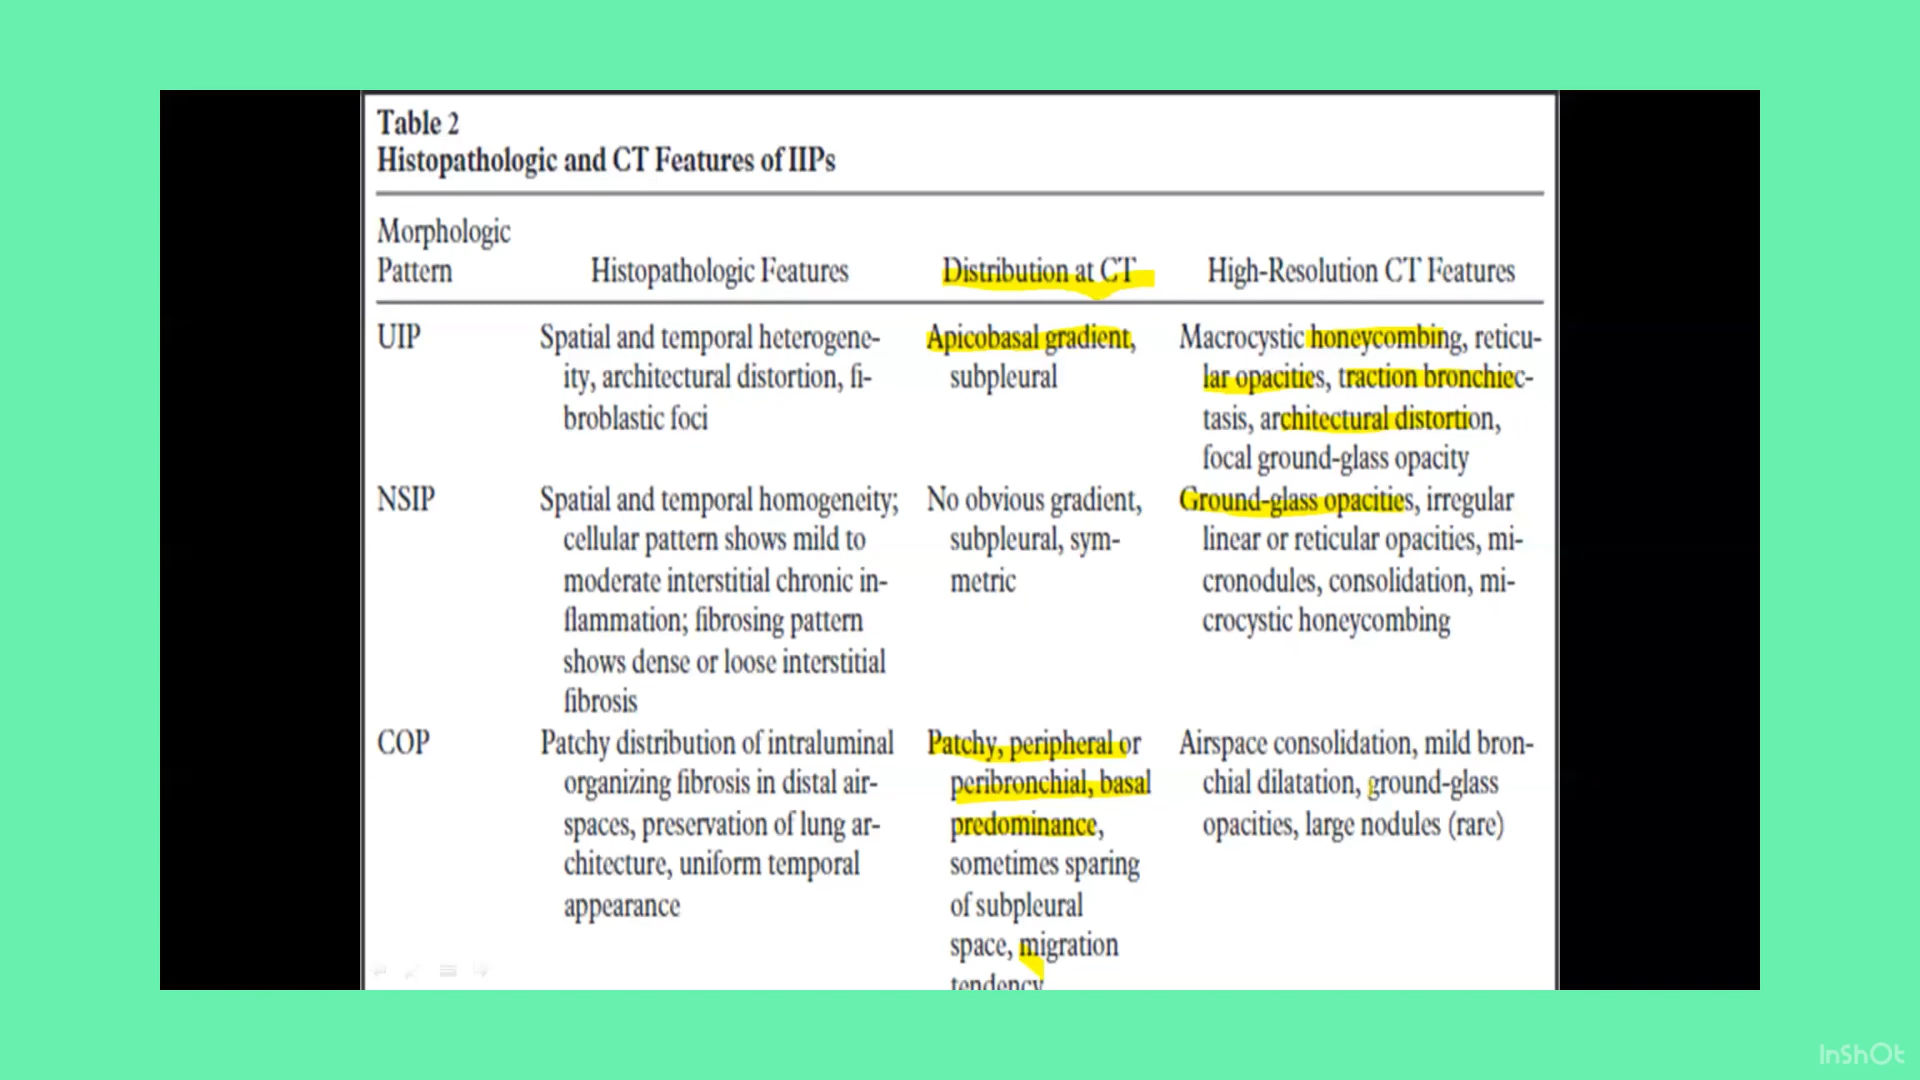 Table 2
Histopathologic and CT Features of IIPs
Morphologic
Pattern
Histopathologic Features
Distribution at CT
High-Resolution CT Features
UIP
Spatial and temporal heterogene-
ity, architectural distortion, fi-
broblastic foci
Apicobasal gradient,
subpleural
Macrocystic honeycombing, reticu-
lar opacities, traction bronchiec-
tasis, architectural distortion,
focal ground-glass opacity
NSIP
Spatial and temporal homogeneity;
cellular pattern shows mild to
moderate interstitial chronic in-
flammation; fibrosing pattern
shows dense or loose interstitial
fibrosis
No obvious gradient,
subpleural, sym-
metric
Ground-glass opacities, irregular
linear or reticular opacities, mi-
cronodules, consolidation, mi-
crocystic honeycombing
COP
Patchy distribution of intraluminal
organizing fibrosis in distal air-
spaces, preservation of lung ar-
chitecture, uniform temporal
appearance
Patchy, peripheral or
peribronchial, basal
predominance,
sometimes sparing
of subpleural
space, migration
tendency
Airspace consolidation, mild bron-
chial dilatation, ground-glass
opacities, large nodules (rare)
InShOt